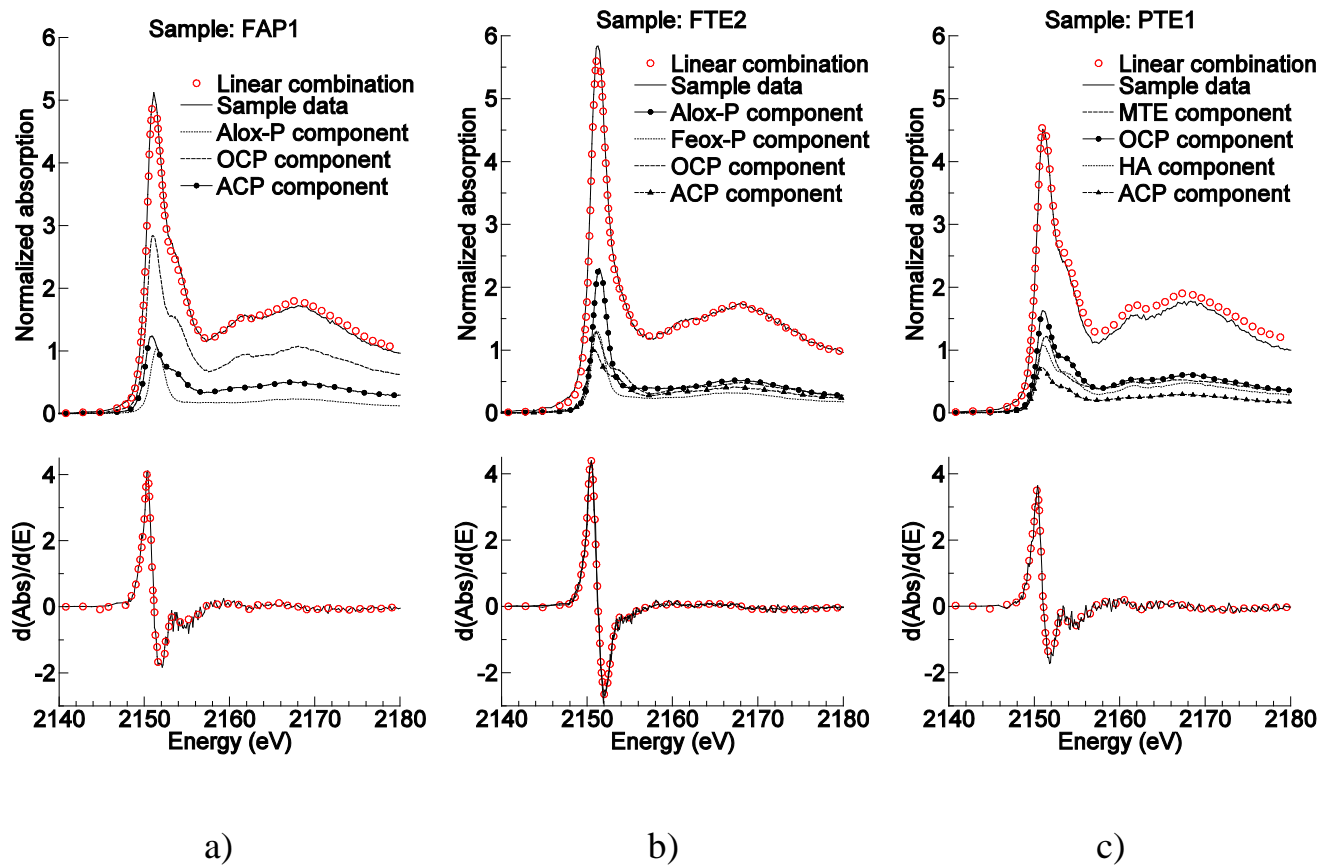 Sample: FAP1
6
5
4
3
2
1
0
Normalized absorption
Linear combination
Sample data
Alox-P component
OCP component
ACP component
4
2
0
-2
d(Abs)/d(E)
2140 2150 2160 2170 2180
Energy (eV)
a)
Sample: FTE2
6
5
4
3
2
1
0
Normalized absorption
Linear combination
Sample data
Alox-P component
Feox-P component
OCP component
ACP component
4
2
0
-2
d(Abs)/d(E)
2140 2150 2160 2170 2180
Energy (eV)
b)
Sample: PTE1
6
5
4
3
2
1
0
Normalized absorption
Linear combination
Sample data
MTE component
OCP component
HA component
ACP component
4
2
0
-2
d(Abs)/d(E)
2140 2150 2160 2170 2180
Energy (eV)
c)